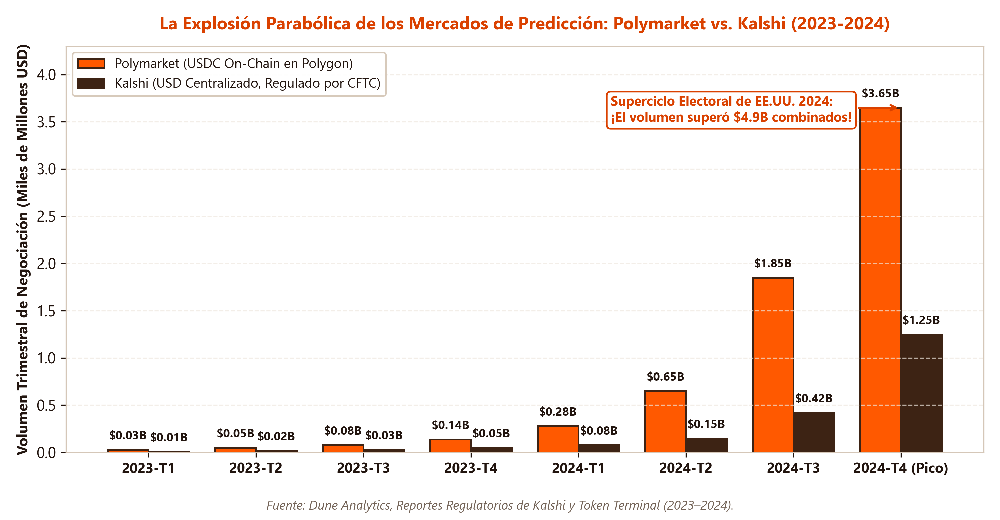 La Explosión Parabólica de los Mercados de Predicción: Polymarket vs. Kalshi (2023-2024)
Volumen Trimestral de Negociación (Miles de Millones USD)
Polymarket (USDC On-Chain en Polygon)
Kalshi (USD Centralizado, Regulado por CFTC)
4.0
3.5
3.0
2.5
2.0
1.5
1.0
0.5
0.0
Superciclo Electoral de EE.UU. 2024:
¡El volumen superó $4.9B combinados!
$0.03B
$0.01B
$0.05B
$0.02B
$0.08B
$0.03B
$0.14B
$0.05B
$0.28B
$0.08B
$0.65B
$0.15B
$1.85B
$0.42B
$3.65B
$1.25B
2023-T1
2023-T2
2023-T3
2023-T4
2024-T1
2024-T2
2024-T3
2024-T4 (Pico)
Fuente: Dune Analytics, Reportes Regulatorios de Kalshi y Token Terminal (2023–2024).